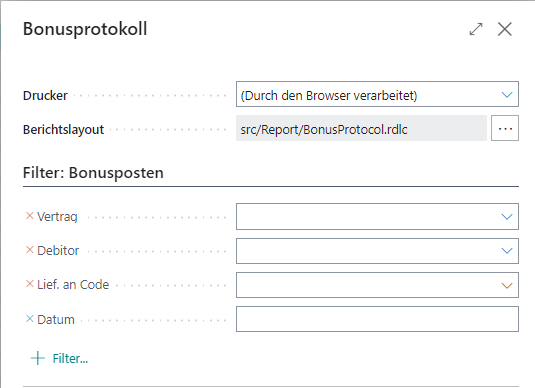 Bonusprotokoll
Drucker (Durch den Browser verarbeitet)
Berichtslayout src/Report/BonusProtocol.rdlc
Filter: Bonusposten
Vertrag
Debitor
Lief. an Code
Datum
Filter...